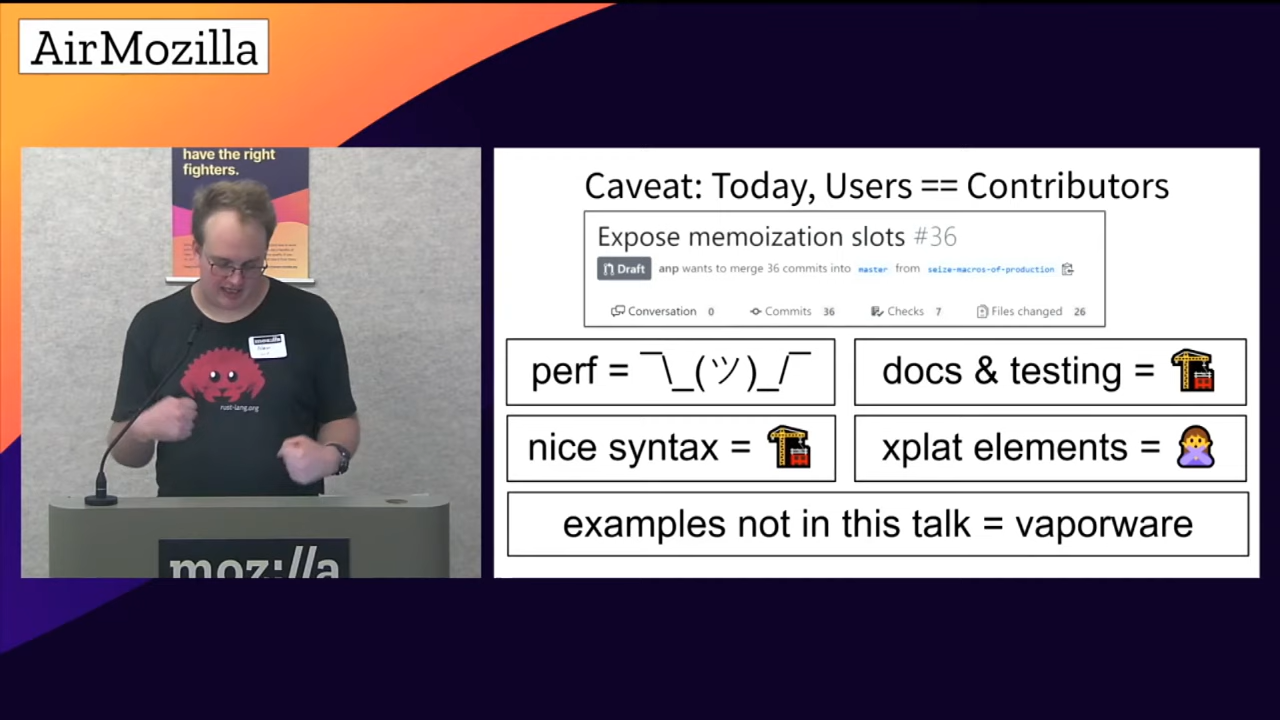 AirMozilla
have the right
fighters.
rust-lang.org
moz://a
Caveat: Today, Users == Contributors
Expose memoization slots #36
Draft anp wants to merge 36 commits into master from seize-macros-of-production
Conversation 0 Commits 36 Checks 7 Files changed 26
perf = ¯\_(ツ)_/¯
docs & testing = 🏗
nice syntax = 🏗
xplat elements = 🙅
examples not in this talk = vaporware